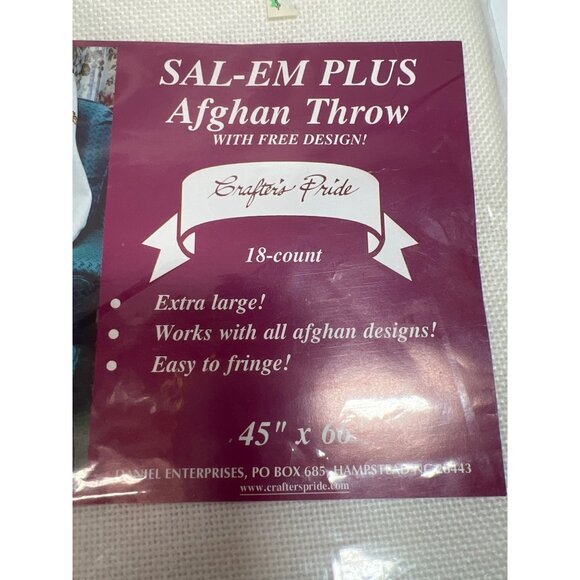 SAL-EM PLUS
Afghan Throw
WITH FREE DESIGN!
Crafter's Pride
18-count
• Extra large!
• Works with all afghan designs!
• Easy to fringe!
45" x 66
DANIEL ENTERPRISES, PO BOX 685, HAMPSTEAD NC 28443
www.crafterspride.com